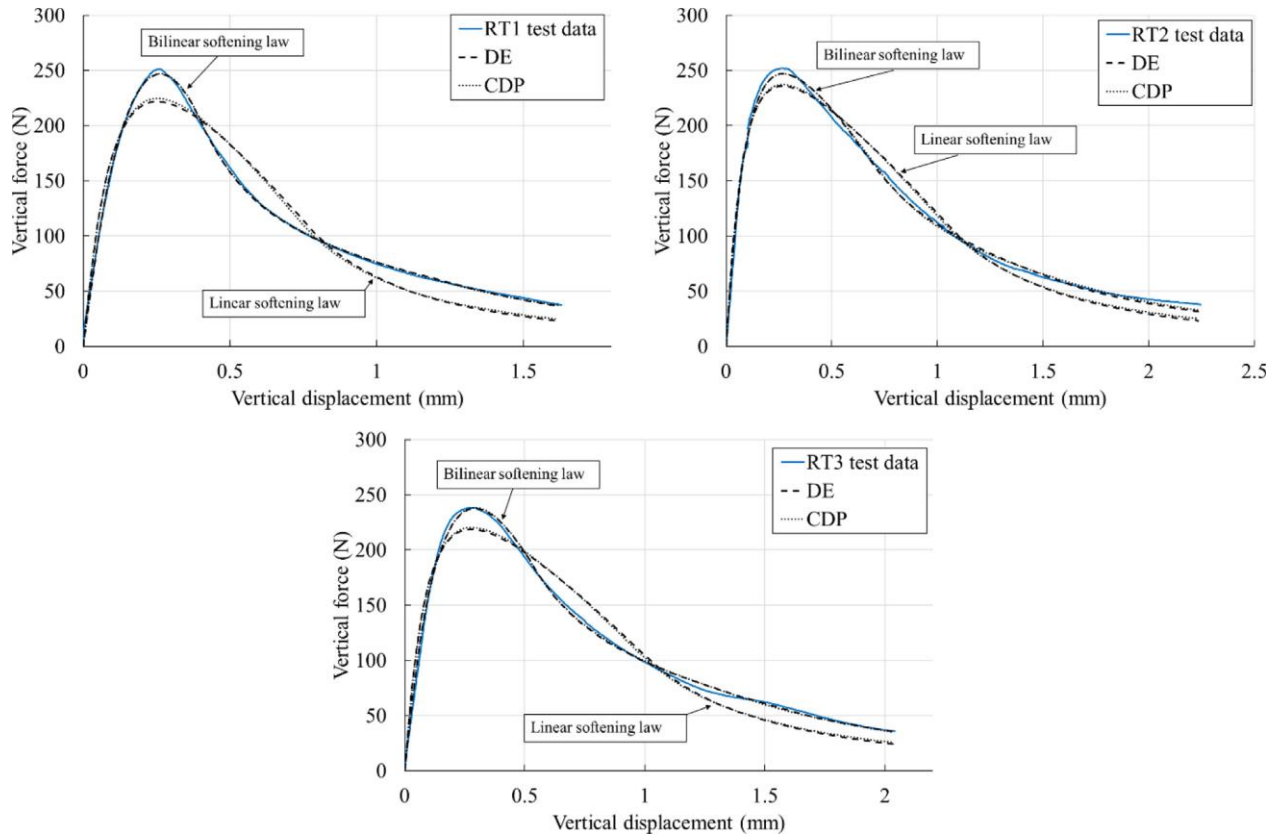 300
250
200
150
100
50
0
Vertical force (N)
0 0.5 1 1.5
Vertical displacement (mm)
Bilinear softening law
Linear softening law
RT1 test data
DE
CDP
300
250
200
150
100
50
0
Vertical force (N)
0 0.5 1 1.5 2 2.5
Vertical displacement (mm)
Bilinear softening law
Linear softening law
RT2 test data
DE
CDP
300
250
200
150
100
50
0
Vertical force (N)
0 0.5 1 1.5 2
Vertical displacement (mm)
Bilinear softening law
Linear softening law
RT3 test data
DE
CDP